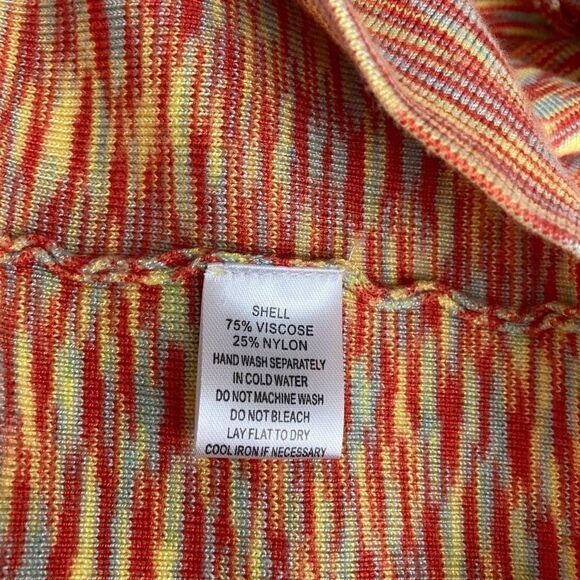 SHELL
75% VISCOSE
25% NYLON
HAND WASH SEPARATELY
IN COLD WATER
DO NOT MACHINE WASH
DO NOT BLEACH
LAY FLAT TO DRY
COOL IRON IF NECESSARY